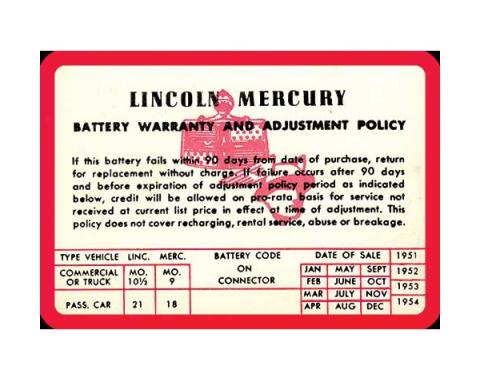 LINCOLN MERCURY
BATTERY WARRANTY AND ADJUSTMENT POLICY
If this battery fails within 90 days from date of purchase, return
for replacement without charge. If failure occurs after 90 days
and before expiration of adjustment policy period as indicated
below, credit will be allowed on pro-rata basis for service not
received at current list price in effect at time of adjustment. This
policy does not cover recharging, rental service, abuse or breakage.
TYPE VEHICLE LINC. MERC. BATTERY CODE ON CONNECTOR DATE OF SALE 1951
COMMERCIAL OR TRUCK MO. 10½ MO. 9 JAN MAY SEPT 1952
FEB JUNE OCT 1953
PASS. CAR 21 18 MAR JULY NOV 1954
APR AUG DEC